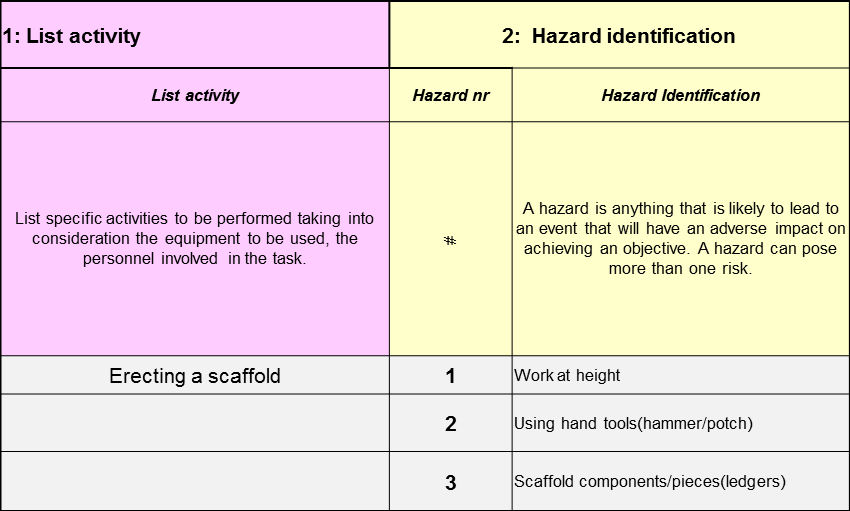 1: List activity
2: Hazard identification
List activity
Hazard nr
Hazard Identification
List specific activities to be performed taking into
consideration the equipment to be used, the
personnel involved in the task.
#
A hazard is anything that is likely to lead to
an event that will have an adverse impact on
achieving an objective. A hazard can pose
more than one risk.
Erecting a scaffold
1
Work at height
2
Using hand tools(hammer/potch)
3
Scaffold components/pieces(ledgers)